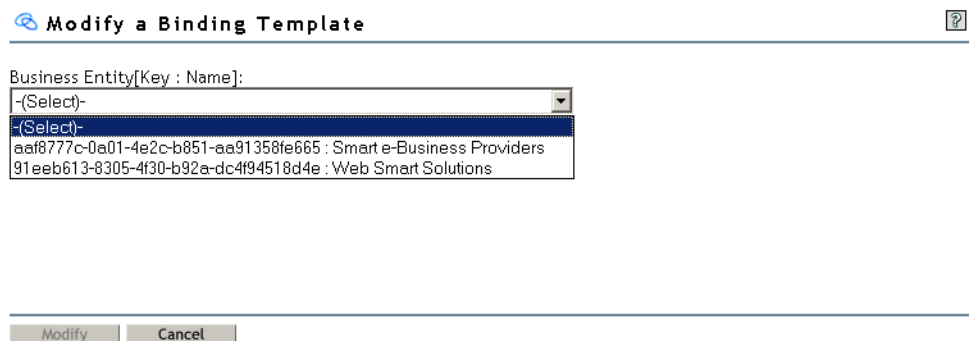 Modify a Binding Template
?
Business Entity[Key : Name]:
-(Select)-
-(Select)-
aaf8777c-0a01-4e2c-b851-aa91358fe665 : Smart e-Business Providers
91eeb613-8305-4f30-b92a-dc4f94518d4e : Web Smart Solutions
Modify Cancel